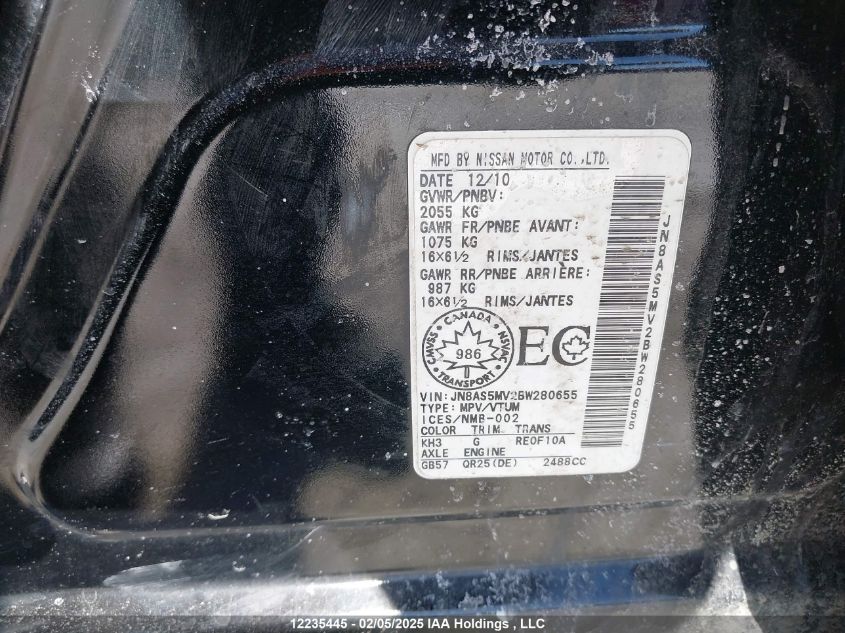 MFD BY NISSAN MOTOR CO.,LTD.
DATE 12/10
GVWR/PNBV:
2055 KG
GAWR FR/PNBE AVANT:
1075 KG
16X6½ RIMS/JANTES
GAWR RR/PNBE ARRIÈRE:
987 KG
16X6½ RIMS/JANTES
CANADA
CMVSS
NSVAC
986
TRANSPORT
EC
VIN: JN8AS5MV2BW280655
TYPE: MPV/VTUM
ICES/NMB-002
COLOR TRIM TRANS
KH3 G RE0F10A
AXLE ENGINE
GB57 QR25(DE) 2488CC
JN8AS5MV2BW280655
12235445 - 02/05/2025 IAA Holdings , LLC